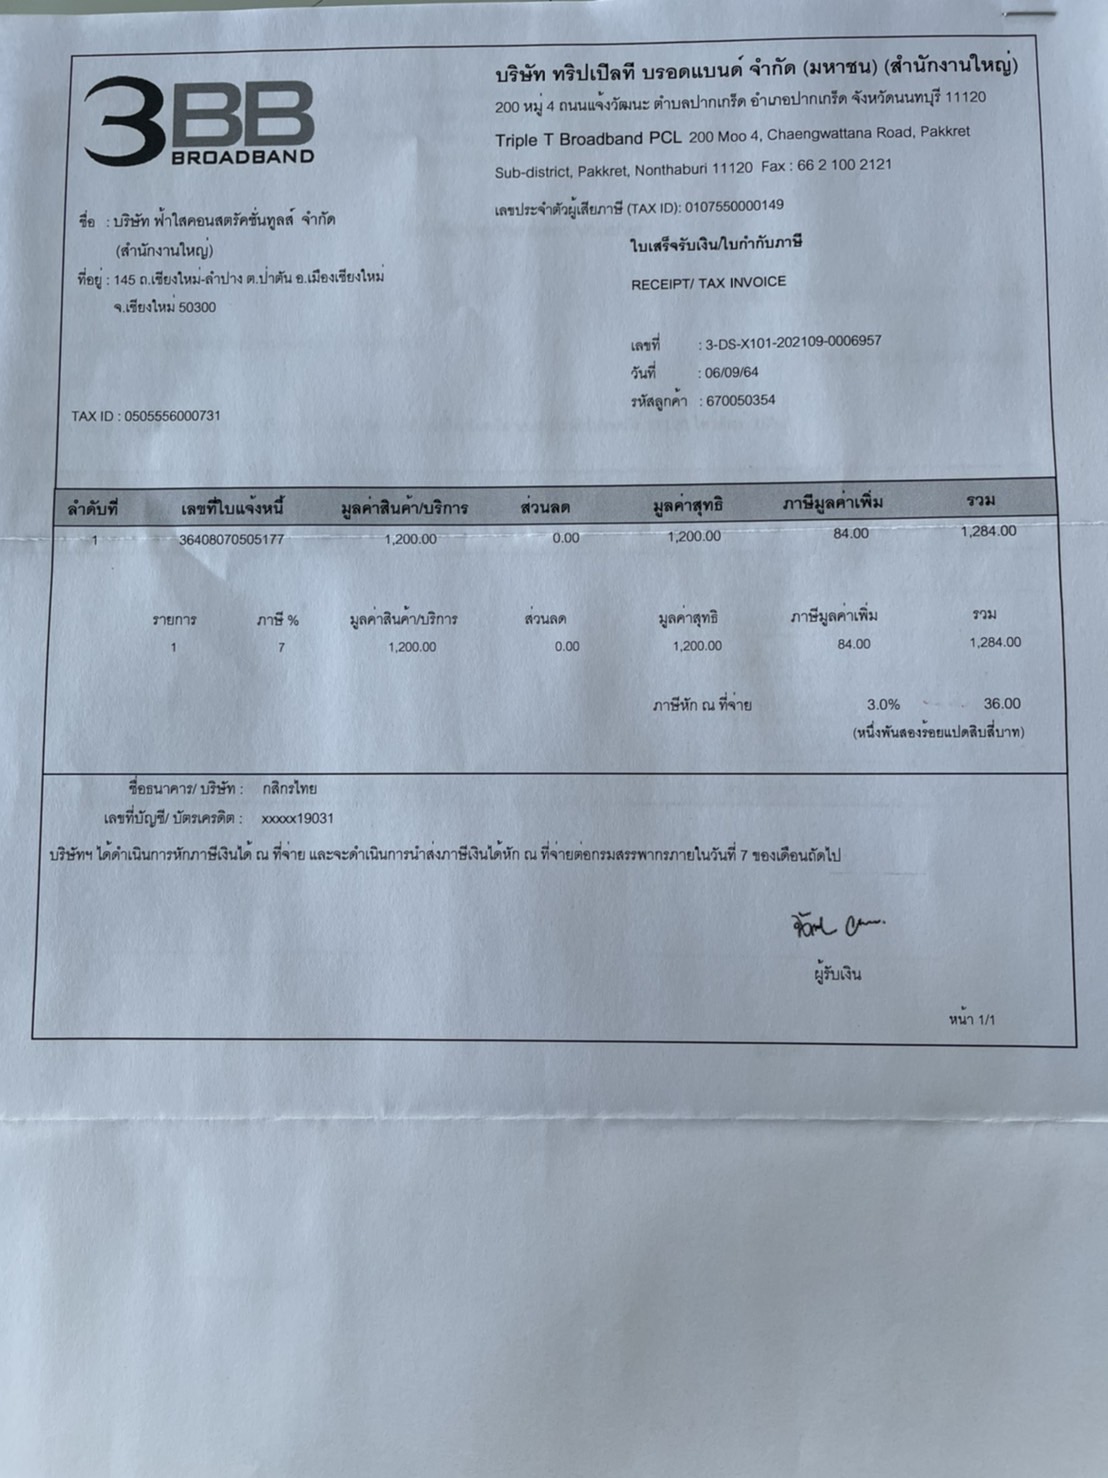 3BB
BROADBAND
บริษัท ทริปเปิลที บรอดแบนด์ จำกัด (มหาชน) (สำนักงานใหญ่)
200 หมู่ 4 ถนนแจ้งวัฒนะ ตำบลปากเกร็ด อำเภอปากเกร็ด จังหวัดนนทบุรี 11120
Triple T Broadband PCL 200 Moo 4, Chaengwattana Road, Pakkret
Sub-district, Pakkret, Nonthaburi 11120 Fax : 66 2 100 2121
เลขประจำตัวผู้เสียภาษี (TAX ID): 0107550000149
ชื่อ : บริษัท ฟ้าใสคอนสตรัคชั่นทูลส์ จำกัด
(สำนักงานใหญ่)
ที่อยู่ : 145 ถ.เชียงใหม่-ลำปาง ต.ป่าตัน อ.เมืองเชียงใหม่
จ.เชียงใหม่ 50300
TAX ID : 0505556000731
ใบเสร็จรับเงิน/ใบกำกับภาษี
RECEIPT/ TAX INVOICE
เลขที่ : 3-DS-X101-202109-0006957
วันที่ : 06/09/64
รหัสลูกค้า : 670050354
ลำดับที่ เลขที่ใบแจ้งหนี้ มูลค่าสินค้า/บริการ ส่วนลด มูลค่าสุทธิ ภาษีมูลค่าเพิ่ม รวม
1 36408070505177 1,200.00 0.00 1,200.00 84.00 1,284.00
รายการ ภาษี % มูลค่าสินค้า/บริการ ส่วนลด มูลค่าสุทธิ ภาษีมูลค่าเพิ่ม รวม
1 7 1,200.00 0.00 1,200.00 84.00 1,284.00
ภาษีหัก ณ ที่จ่าย 3.0% 36.00
(หนึ่งพันสองร้อยแปดสิบสี่บาท)
ชื่อธนาคาร/ บริษัท : กสิกรไทย
เลขที่บัญชี/ บัตรเครดิต : xxxxx19031
บริษัทฯ ได้ดำเนินการหักภาษีเงินได้ ณ ที่จ่าย และจะดำเนินการนำส่งภาษีเงินได้หัก ณ ที่จ่ายต่อกรมสรรพากรภายในวันที่ 7 ของเดือนถัดไป
ผู้รับเงิน
หน้า 1/1